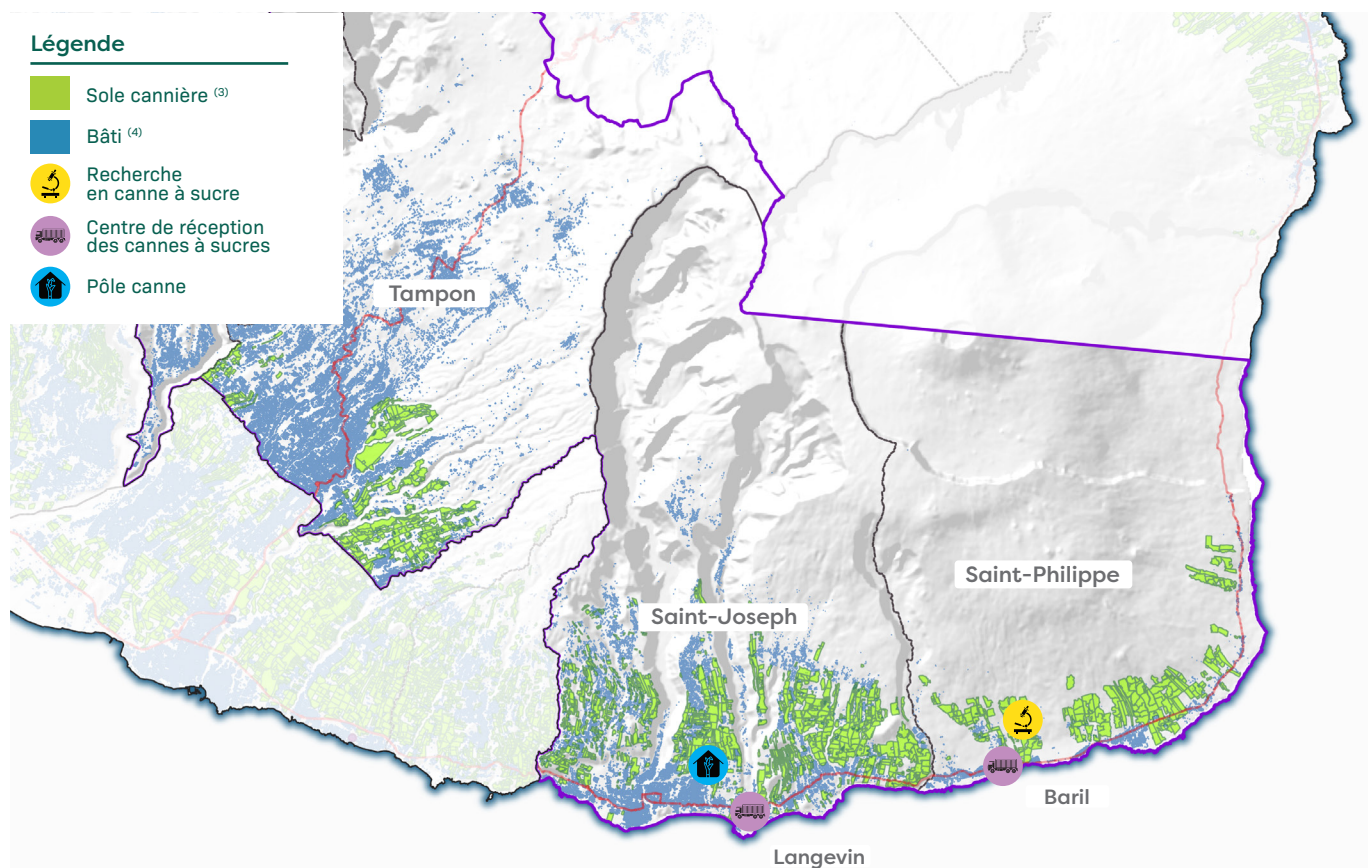 Légende
Sole cannière (3)
Bâti (4)
Recherche
en canne à sucre
Centre de réception
des cannes à sucres
Pôle canne
Tampon
Saint-Philippe
Saint-Joseph
Baril
Langevin